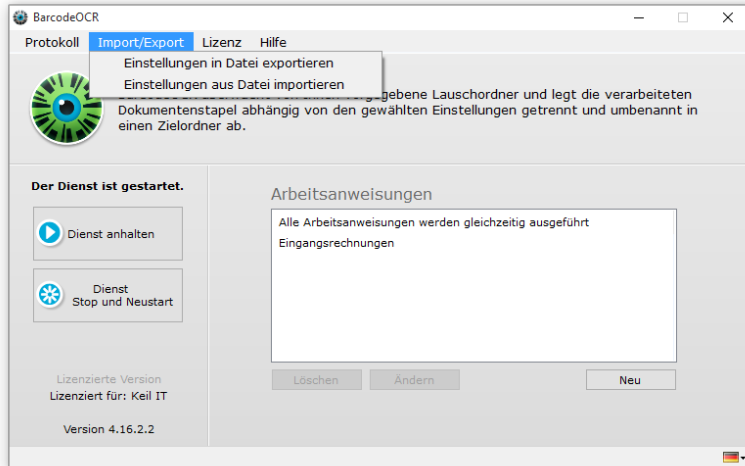 BarcodeOCR
Protokoll Import/Export Lizenz Hilfe
Einstellungen in Datei exportieren
Einstellungen aus Datei importieren
gebene Lauschordner und legt die verarbeiteten
Dokumentenstapel abhängig von den gewählten Einstellungen getrennt und umbenannt in
einen Zielordner ab.
Der Dienst ist gestartet.
Dienst anhalten
Dienst
Stop und Neustart
Lizenzierte Version
Lizenziert für: Keil IT
Version 4.16.2.2
Arbeitsanweisungen
Alle Arbeitsanweisungen werden gleichzeitig ausgeführt
Eingangsrechnungen
Löschen Ändern Neu